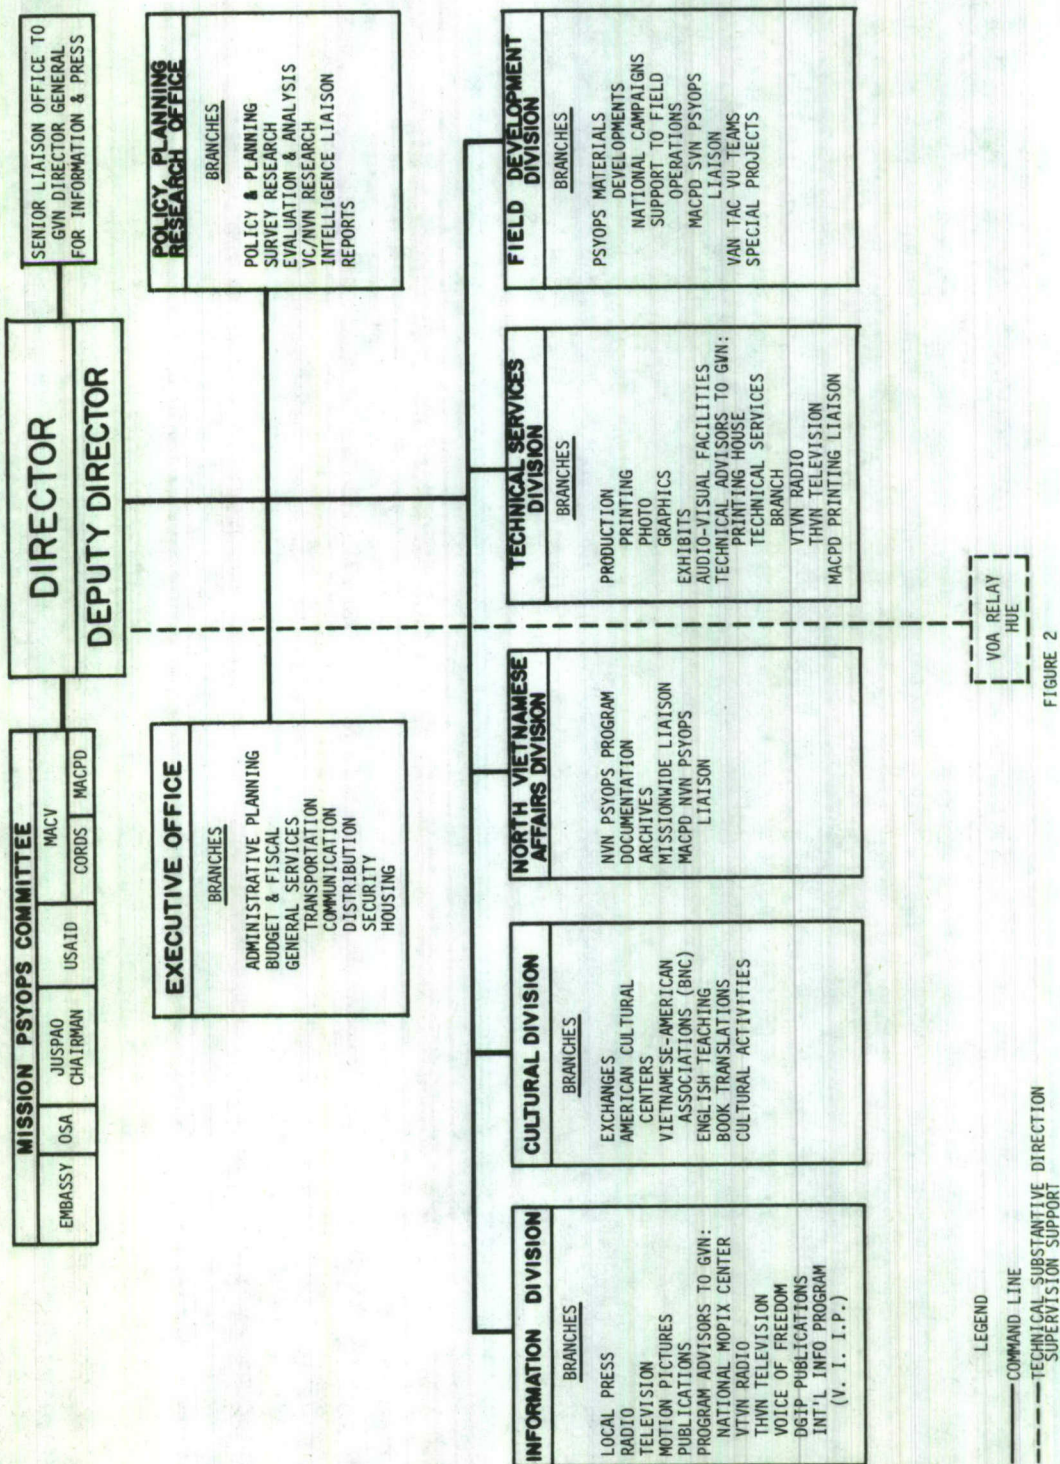 MISSION PSYOPS COMMITTEE
EMBASSY
OSA
JUSPAO
CHAIRMAN
USAID
MACV
CORDS
MACPD
DIRECTOR
DEPUTY DIRECTOR
SENIOR LIAISON OFFICE TO
GVN DIRECTOR GENERAL
FOR INFORMATION & PRESS
EXECUTIVE OFFICE
BRANCHES
ADMINISTRATIVE PLANNING
BUDGET & FISCAL
GENERAL SERVICES
TRANSPORTATION
COMMUNICATION
DISTRIBUTION
SECURITY
HOUSING
POLICY, PLANNING
RESEARCH OFFICE
BRANCHES
POLICY & PLANNING
SURVEY RESEARCH
EVALUATION & ANALYSIS
VC/NVN RESEARCH
INTELLIGENCE LIAISON
REPORTS
INFORMATION DIVISION
BRANCHES
LOCAL PRESS
RADIO
TELEVISION
MOTION PICTURES
PUBLICATIONS
PROGRAM ADVISORS TO GVN:
NATIONAL MOPIX CENTER
VTVN RADIO
THVN TELEVISION
VOICE OF FREEDOM
DGIP PUBLICATIONS
INT'L INFO PROGRAM
(V. I. I.P.)
CULTURAL DIVISION
BRANCHES
EXCHANGES
AMERICAN CULTURAL
CENTERS
VIETNAMESE-AMERICAN
ASSOCIATIONS (BNC)
ENGLISH TEACHING
BOOK TRANSLATIONS
CULTURAL ACTIVITIES
NORTH VIETNAMESE
AFFAIRS DIVISION
NVN PSYOPS PROGRAM
DOCUMENTATION
ARCHIVES
MISSIONWIDE LIAISON
MACPD NVN PSYOPS
LIAISON
TECHNICAL SERVICES
DIVISION
BRANCHES
PRODUCTION
PRINTING
PHOTO
GRAPHICS
EXHIBITS
AUDIO-VISUAL FACILITIES
TECHNICAL ADVISORS TO GVN:
PRINTING HOUSE
TECHNICAL SERVICES
BRANCH
VTVN RADIO
THVN TELEVISION
MACPD PRINTING LIAISON
FIELD DEVELOPMENT
DIVISION
BRANCHES
PSYOPS MATERIALS
DEVELOPMENTS
NATIONAL CAMPAIGNS
SUPPORT TO FIELD
OPERATIONS
MACPD SVN PSYOPS
LIAISON
VAN TAC VU TEAMS
SPECIAL PROJECTS
VOA RELAY
HUE
LEGEND
COMMAND LINE
TECHNICAL SUBSTANTIVE DIRECTION
SUPERVISION SUPPORT
FIGURE 2